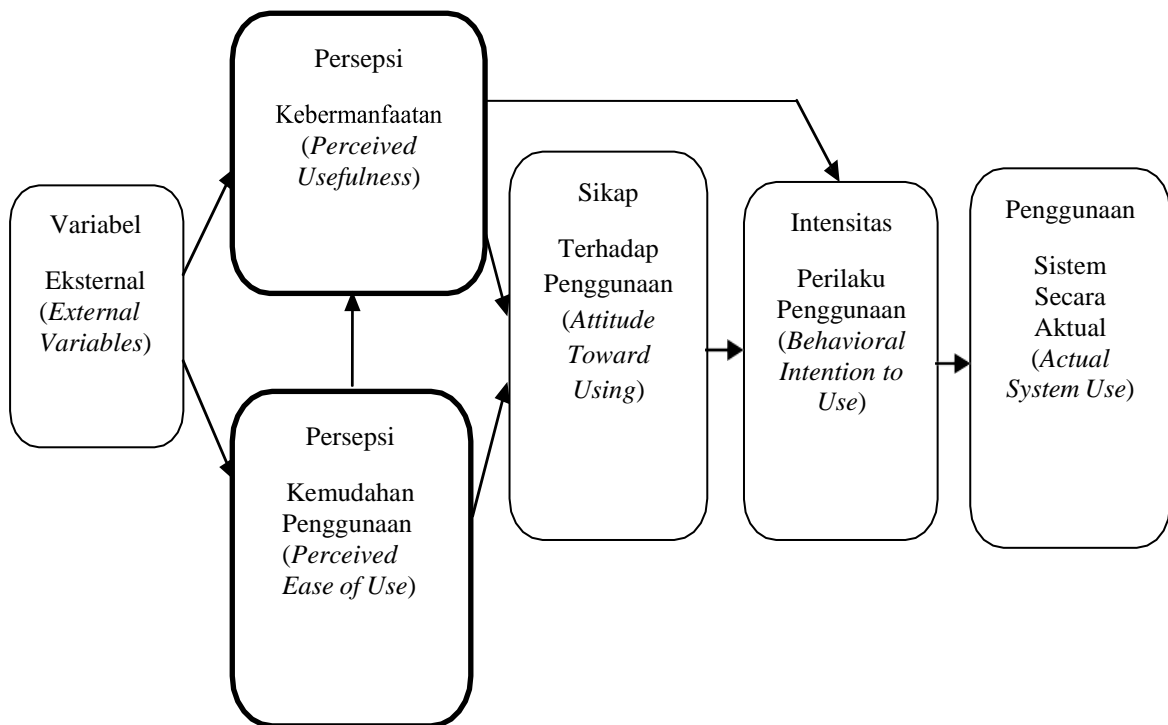 Variabel
Eksternal
(External
Variables)
Persepsi
Kebermanfaatan
(Perceived
Usefulness)
Persepsi
Kemudahan
Penggunaan
(Perceived
Ease of Use)
Sikap
Terhadap
Penggunaan
(Attitude
Toward
Using)
Intensitas
Perilaku
Penggunaan
(Behavioral
Intention to
Use)
Penggunaan
Sistem
Secara
Aktual
(Actual
System Use)